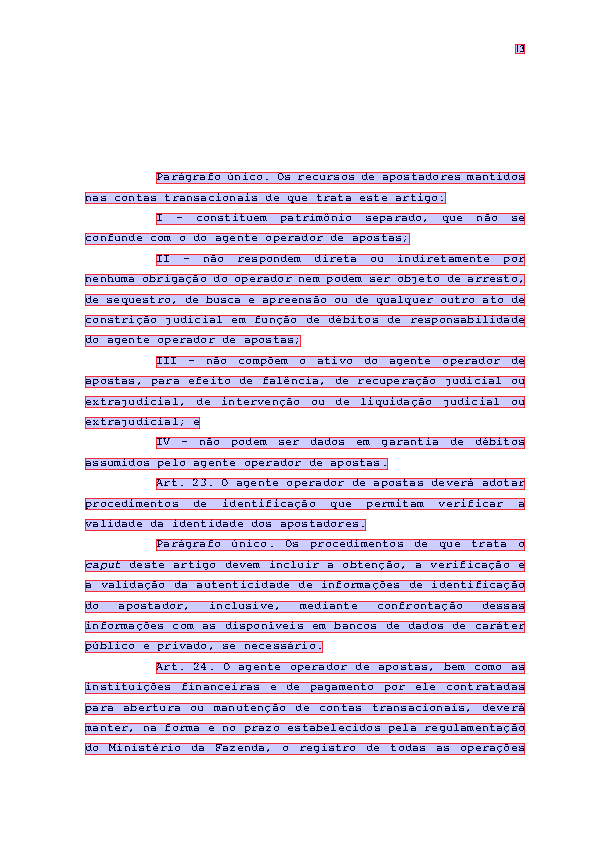 13
Parágrafo único. Os recursos de apostadores mantidos
nas contas transacionais de que trata este artigo:
I - constituem patrimônio separado, que não se
confunde com o do agente operador de apostas;
II - não respondem direta ou indiretamente por
nenhuma obrigação do operador nem podem ser objeto de arresto,
de sequestro, de busca e apreensão ou de qualquer outro ato de
constrição judicial em função de débitos de responsabilidade
do agente operador de apostas;
III - não compõem o ativo do agente operador de
apostas, para efeito de falência, de recuperação judicial ou
extrajudicial, de intervenção ou de liquidação judicial ou
extrajudicial; e
IV - não podem ser dados em garantia de débitos
assumidos pelo agente operador de apostas.
Art. 23. O agente operador de apostas deverá adotar
procedimentos de identificação que permitam verificar a
validade da identidade dos apostadores.
Parágrafo único. Os procedimentos de que trata o
caput deste artigo devem incluir a obtenção, a verificação e
a validação da autenticidade de informações de identificação
do apostador, inclusive, mediante confrontação dessas
informações com as disponíveis em bancos de dados de caráter
público e privado, se necessário.
Art. 24. O agente operador de apostas, bem como as
instituições financeiras e de pagamento por ele contratadas
para abertura ou manutenção de contas transacionais, deverá
manter, na forma e no prazo estabelecidos pela regulamentação
do Ministério da Fazenda, o registro de todas as operações